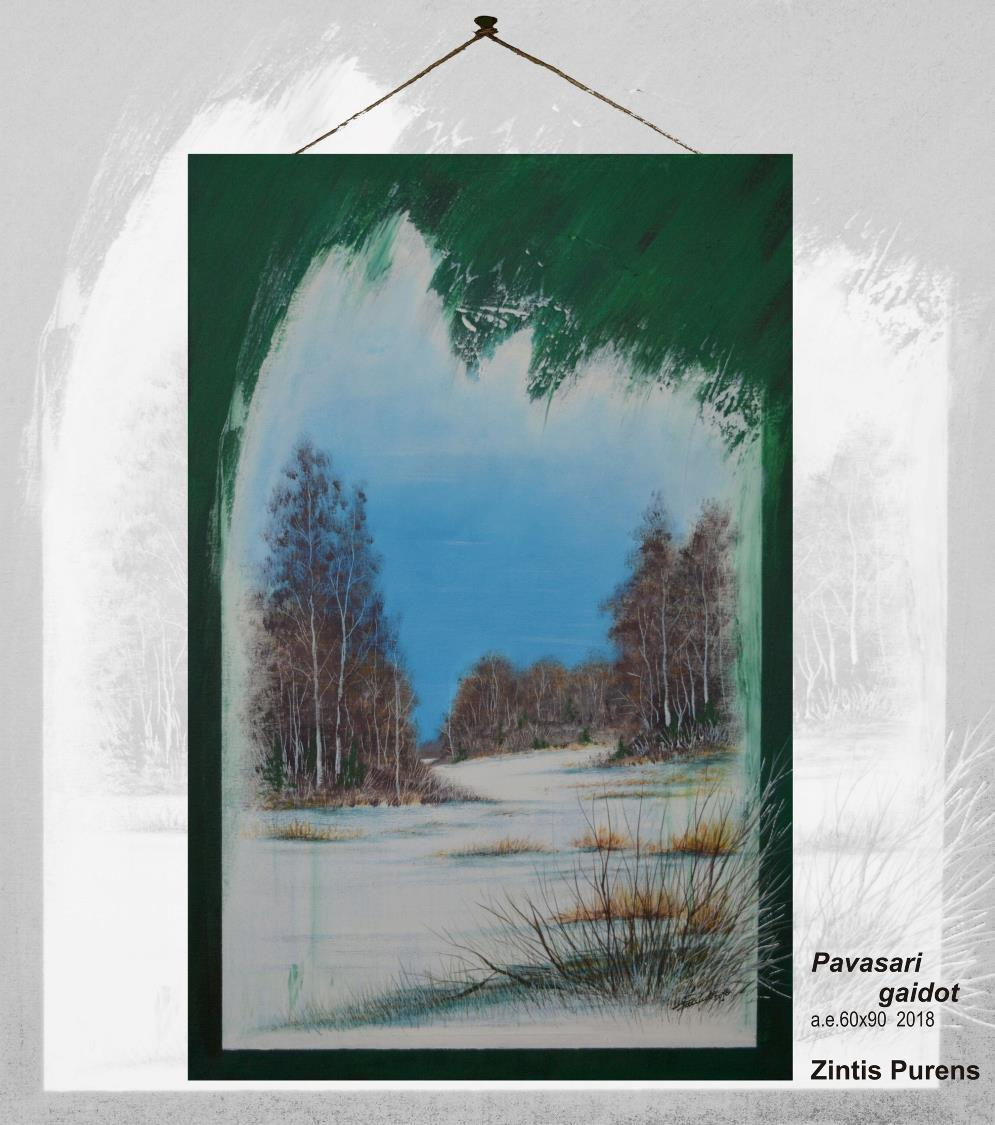 Pavasari
gaidot
a.e.60x90 2018
Zintis Purens